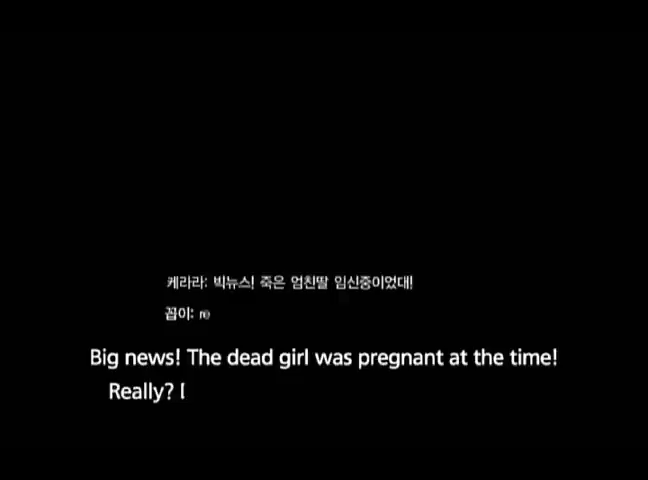 케라라: 빅뉴스! 죽은 엄친딸 임신중이었대!
꼽이:
Big news! The dead girl was pregnant at the time!
Really?